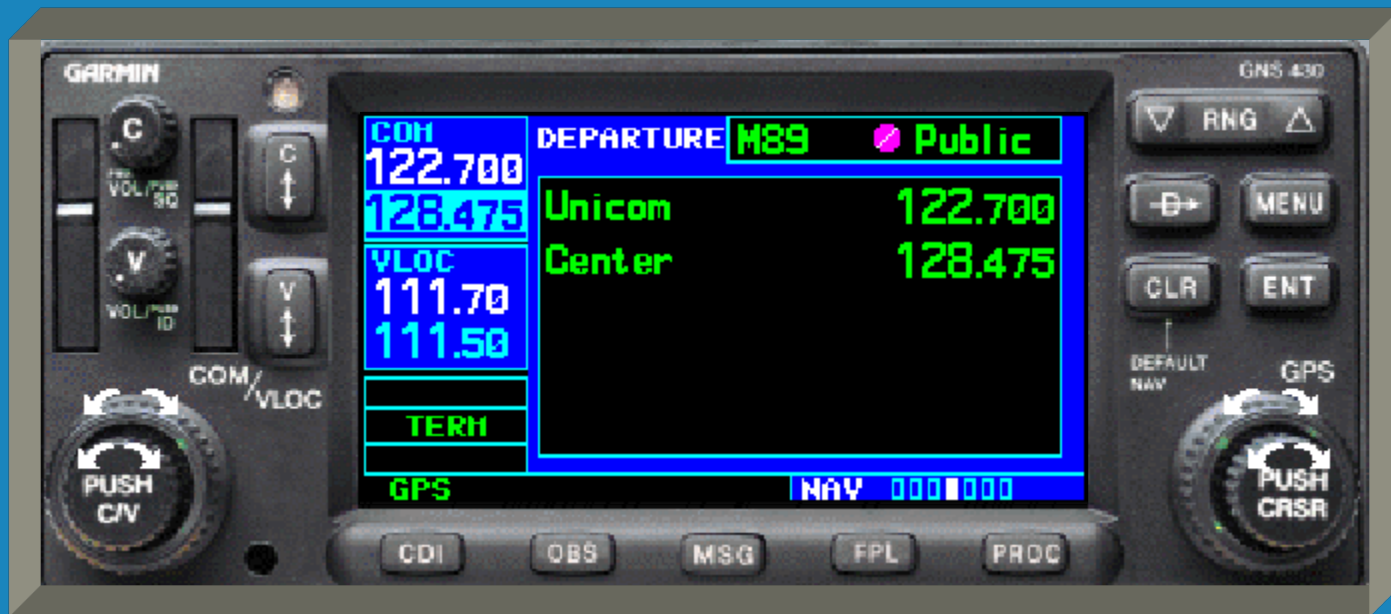 GARMIN
GNS 430
C
PWR VOL/PUSH SQ
C
V
VOL/PUSH ID
V
COM/VLOC
PUSH C/V
COM
122.700
128.475
VLOC
111.70
111.50
TERM
GPS
DEPARTURE M89 Public
Unicom 122.700
Center 128.475
NAV
RNG
D MENU
CLR ENT
DEFAULT NAV
GPS
PUSH CRSR
CDI OBS MSG FPL PROC